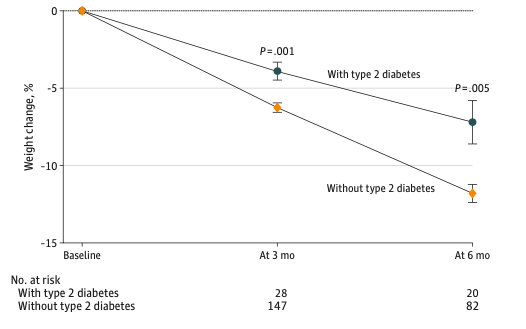 0
P = .001
With type 2 diabetes
P = .005
-5
Weight change, %
-10
Without type 2 diabetes
-15
Baseline At 3 mo At 6 mo
No. at risk
With type 2 diabetes 28 20
Without type 2 diabetes 147 82